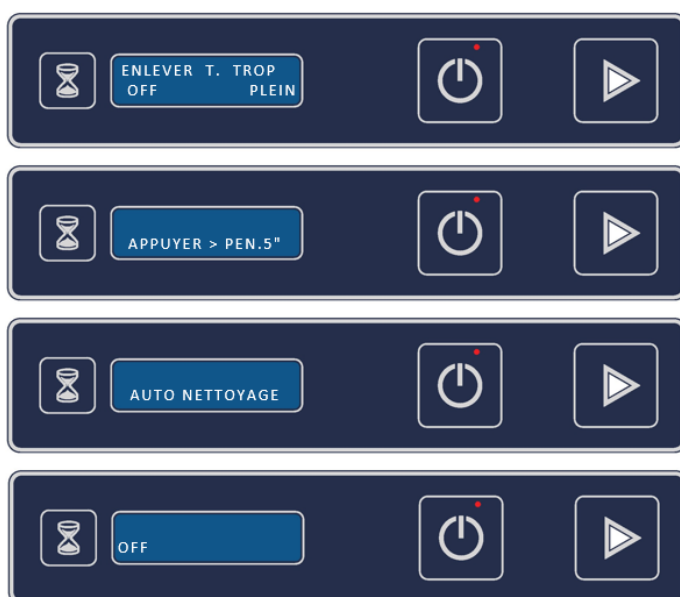 ENLEVER T. TROP
OFF PLEIN
APPUYER > PEN.5"
AUTO NETTOYAGE
OFF